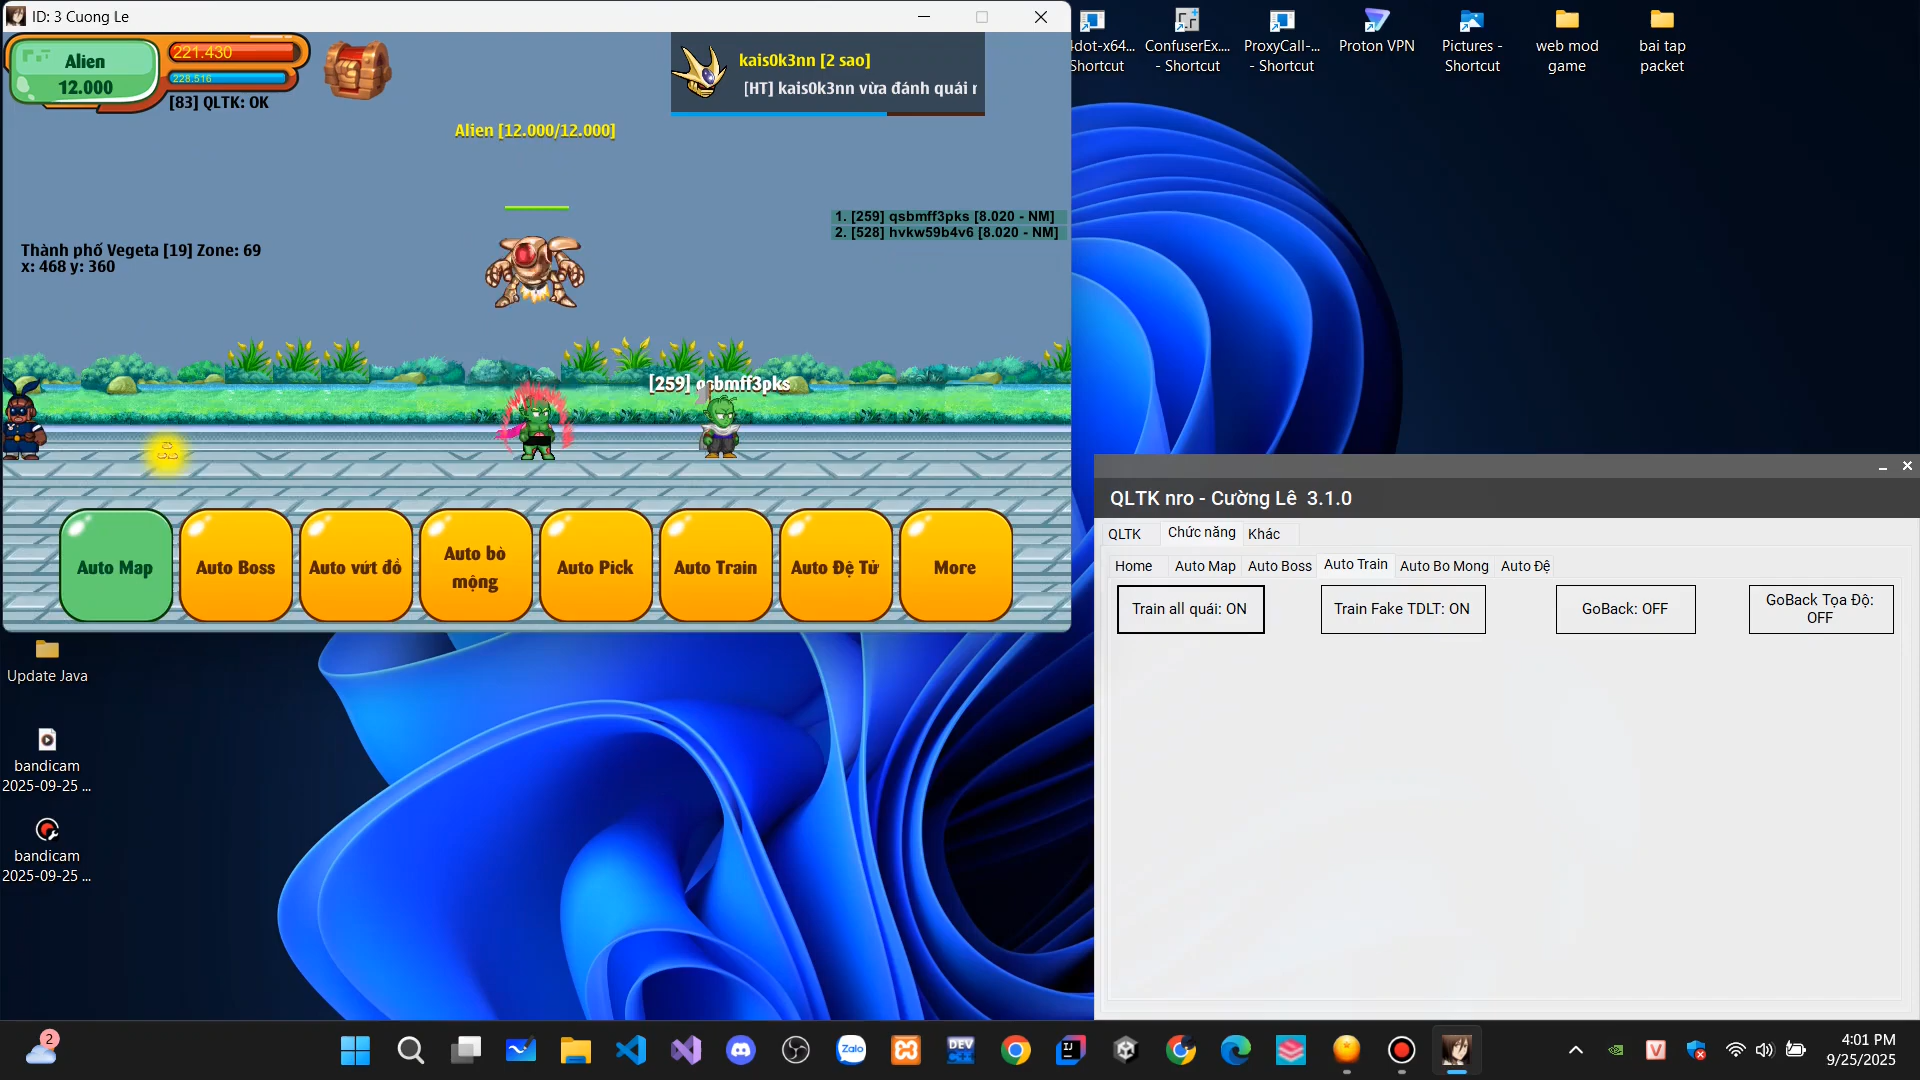 ID: 3 Cuong Le
Alien
12.000
221.430
228.516
[83] QLTK: OK
kais0k3nn [2 sao]
[HT] kais0k3nn vừa đánh quái r
Alien [12.000/12.000]
1. [259] qsbmff3pks [8.020 - NM]
2. [528] hvkw59b4v6 [8.020 - NM]
Thành phố Vegeta [19] Zone: 69
x: 468 y: 360
[259] qsbmff3pks
Auto Map
Auto Boss
Auto vứt đồ
Auto bò
mộng
Auto Pick
Auto Train
Auto Đệ Tử
More
4dot-x64...
Shortcut
ConfuserEx....
- Shortcut
ProxyCall-...
- Shortcut
Proton VPN
Pictures -
Shortcut
web mod
game
bai tap
packet
QLTK nro - Cường Lê 3.1.0
QLTK
Chức năng
Khác
Home
Auto Map
Auto Boss
Auto Train
Auto Bo Mong
Auto Đệ
Train all quái: ON
Train Fake TDLT: ON
GoBack: OFF
GoBack Tọa Độ:
OFF
Update Java
bandicam
2025-09-25 ...
bandicam
2025-09-25 ...
2
Zalo
DEV
C++
IJ
V
4:01 PM
9/25/2025